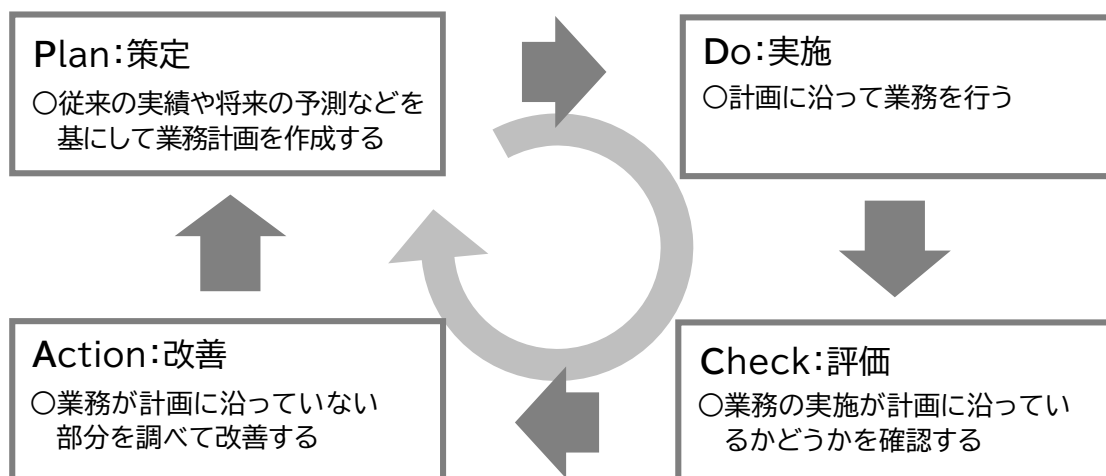 Plan:策定
○従来の実績や将来の予測などを
基にして業務計画を作成する
Do:実施
○計画に沿って業務を行う
Action:改善
○業務が計画に沿っていない
部分を調べて改善する
Check:評価
○業務の実施が計画に沿ってい
るかどうかを確認する